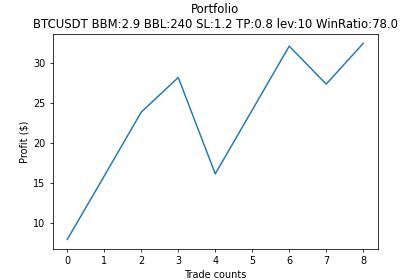 Portfolio
BTCUSDT BBM:2.9 BBL:240 SL:1.2 TP:0.8 lev:10 WinRatio:78.0
30
25
20
15
10
Profit ($)
0 1 2 3 4 5 6 7 8
Trade counts